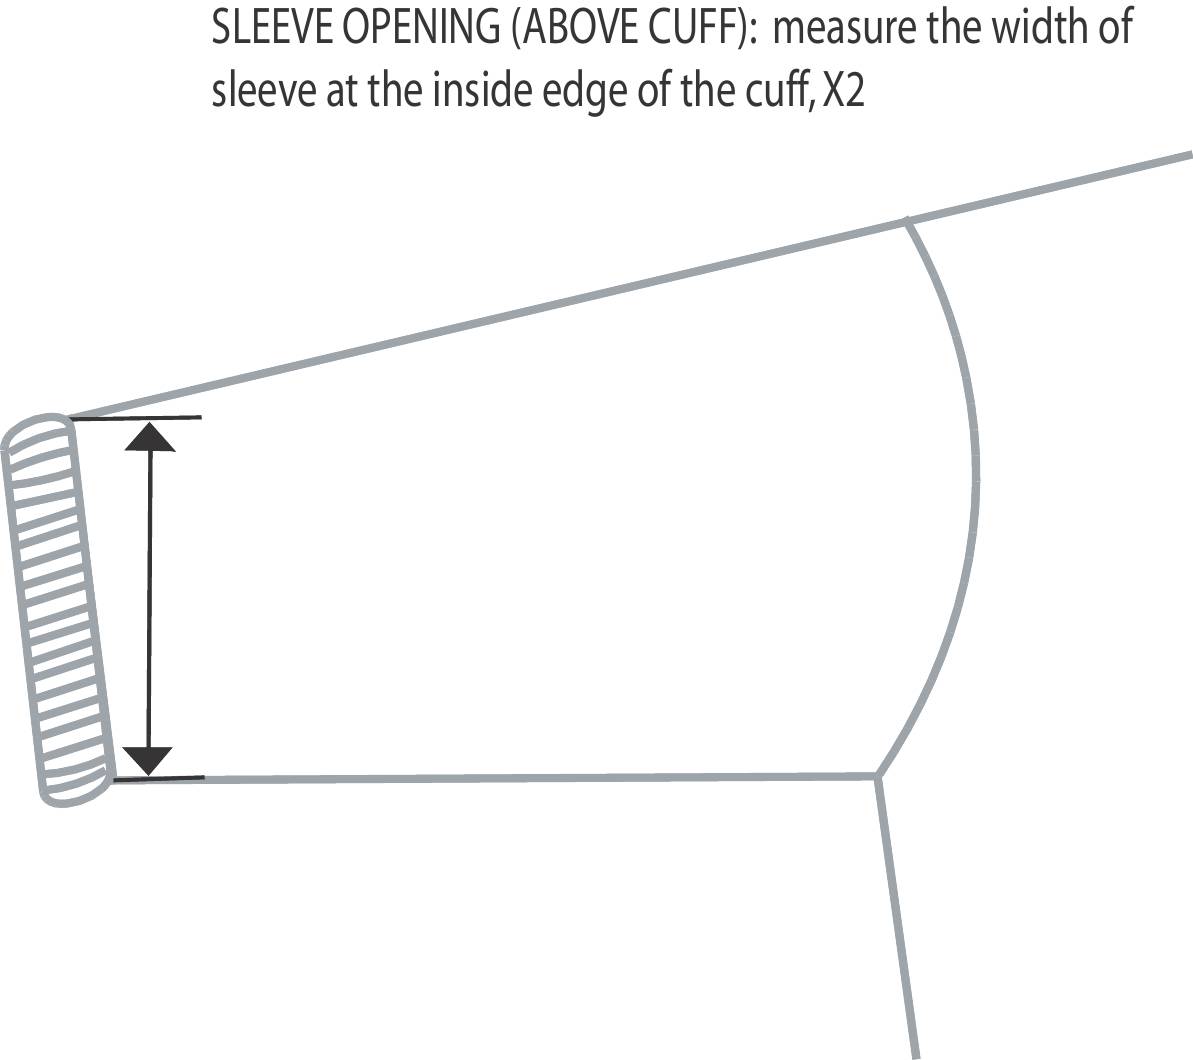 SLEEVE OPENING (ABOVE CUFF): measure the width of
sleeve at the inside edge of the cuff, X2